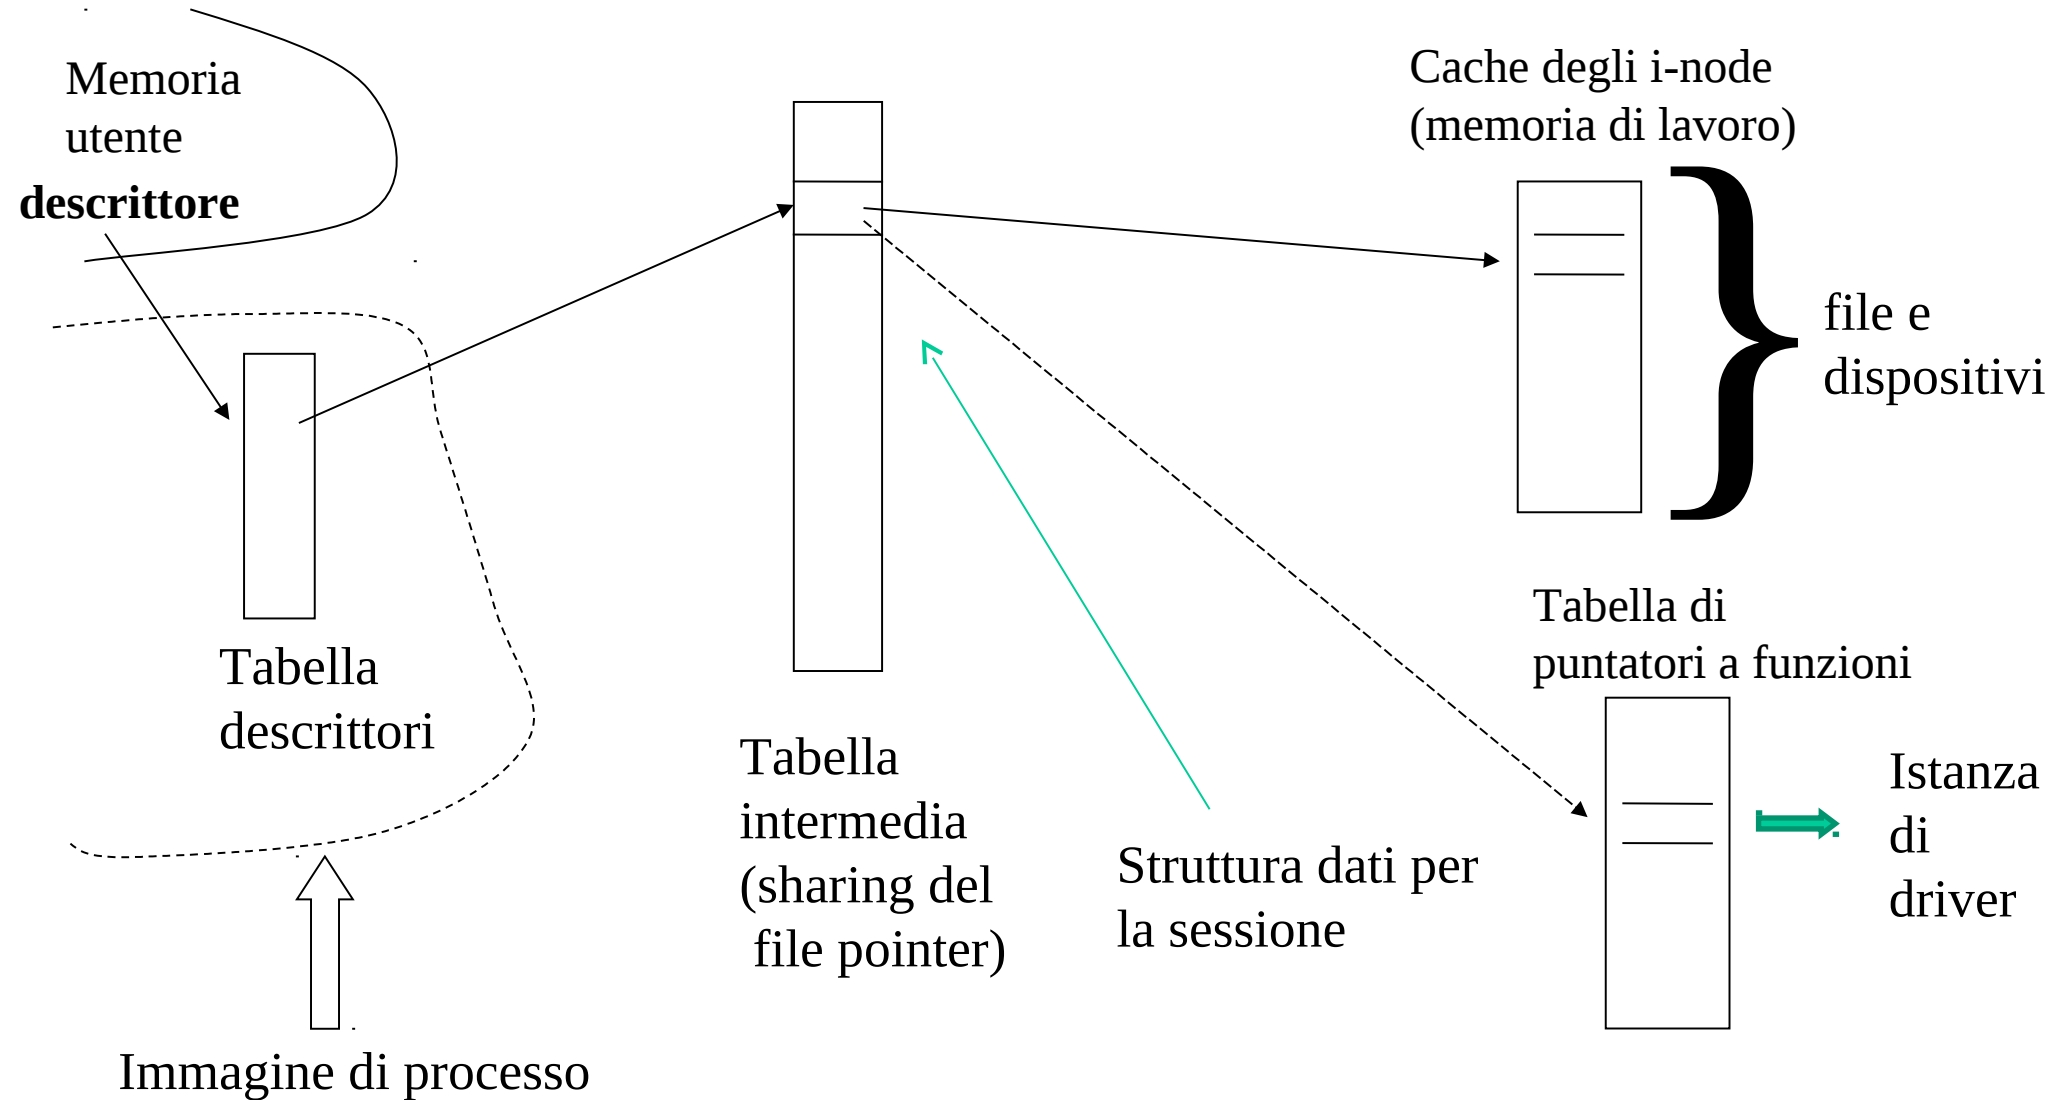 Memoria
utente
descrittore
Tabella
descrittori
Immagine di processo
Tabella
intermedia
(sharing del
file pointer)
Struttura dati per
la sessione
Cache degli i-node
(memoria di lavoro)
file e
dispositivi
Tabella di
puntatori a funzioni
Istanza
di
driver